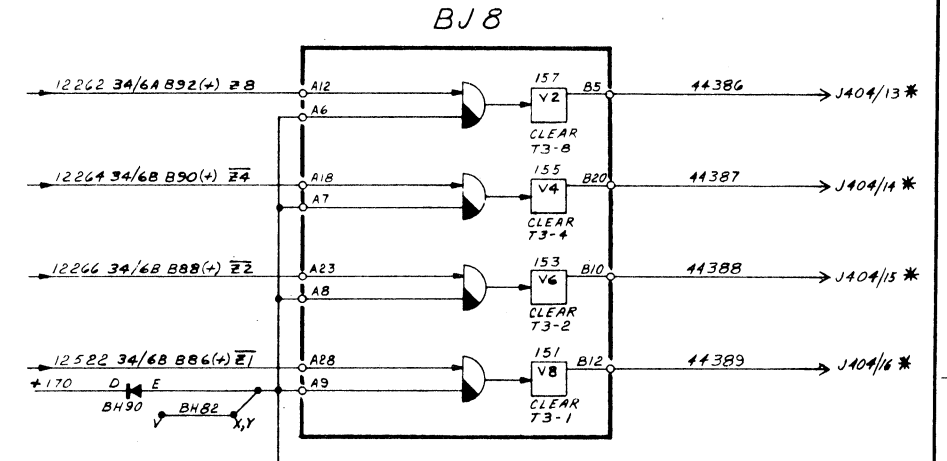 BJ8
12262 34/6A B92(+) Z8 A12 157 V2 B5 44386 J404/13 *
A6
CLEAR
T3-8
12264 34/6B B90(+) Z̅4̅ A18 155 V4 B20 44387 J404/14 *
A7
CLEAR
T3-4
12266 34/6B B88(+) Z̅2̅ A23 153 V6 B10 44388 J404/15 *
A8
CLEAR
T3-2
12522 34/6B B86(+) Z̅1̅ A28 151 V8 B12 44389 J404/16 *
+170 D E A9
BH90 CLEAR
V BH82 X,Y T3-1